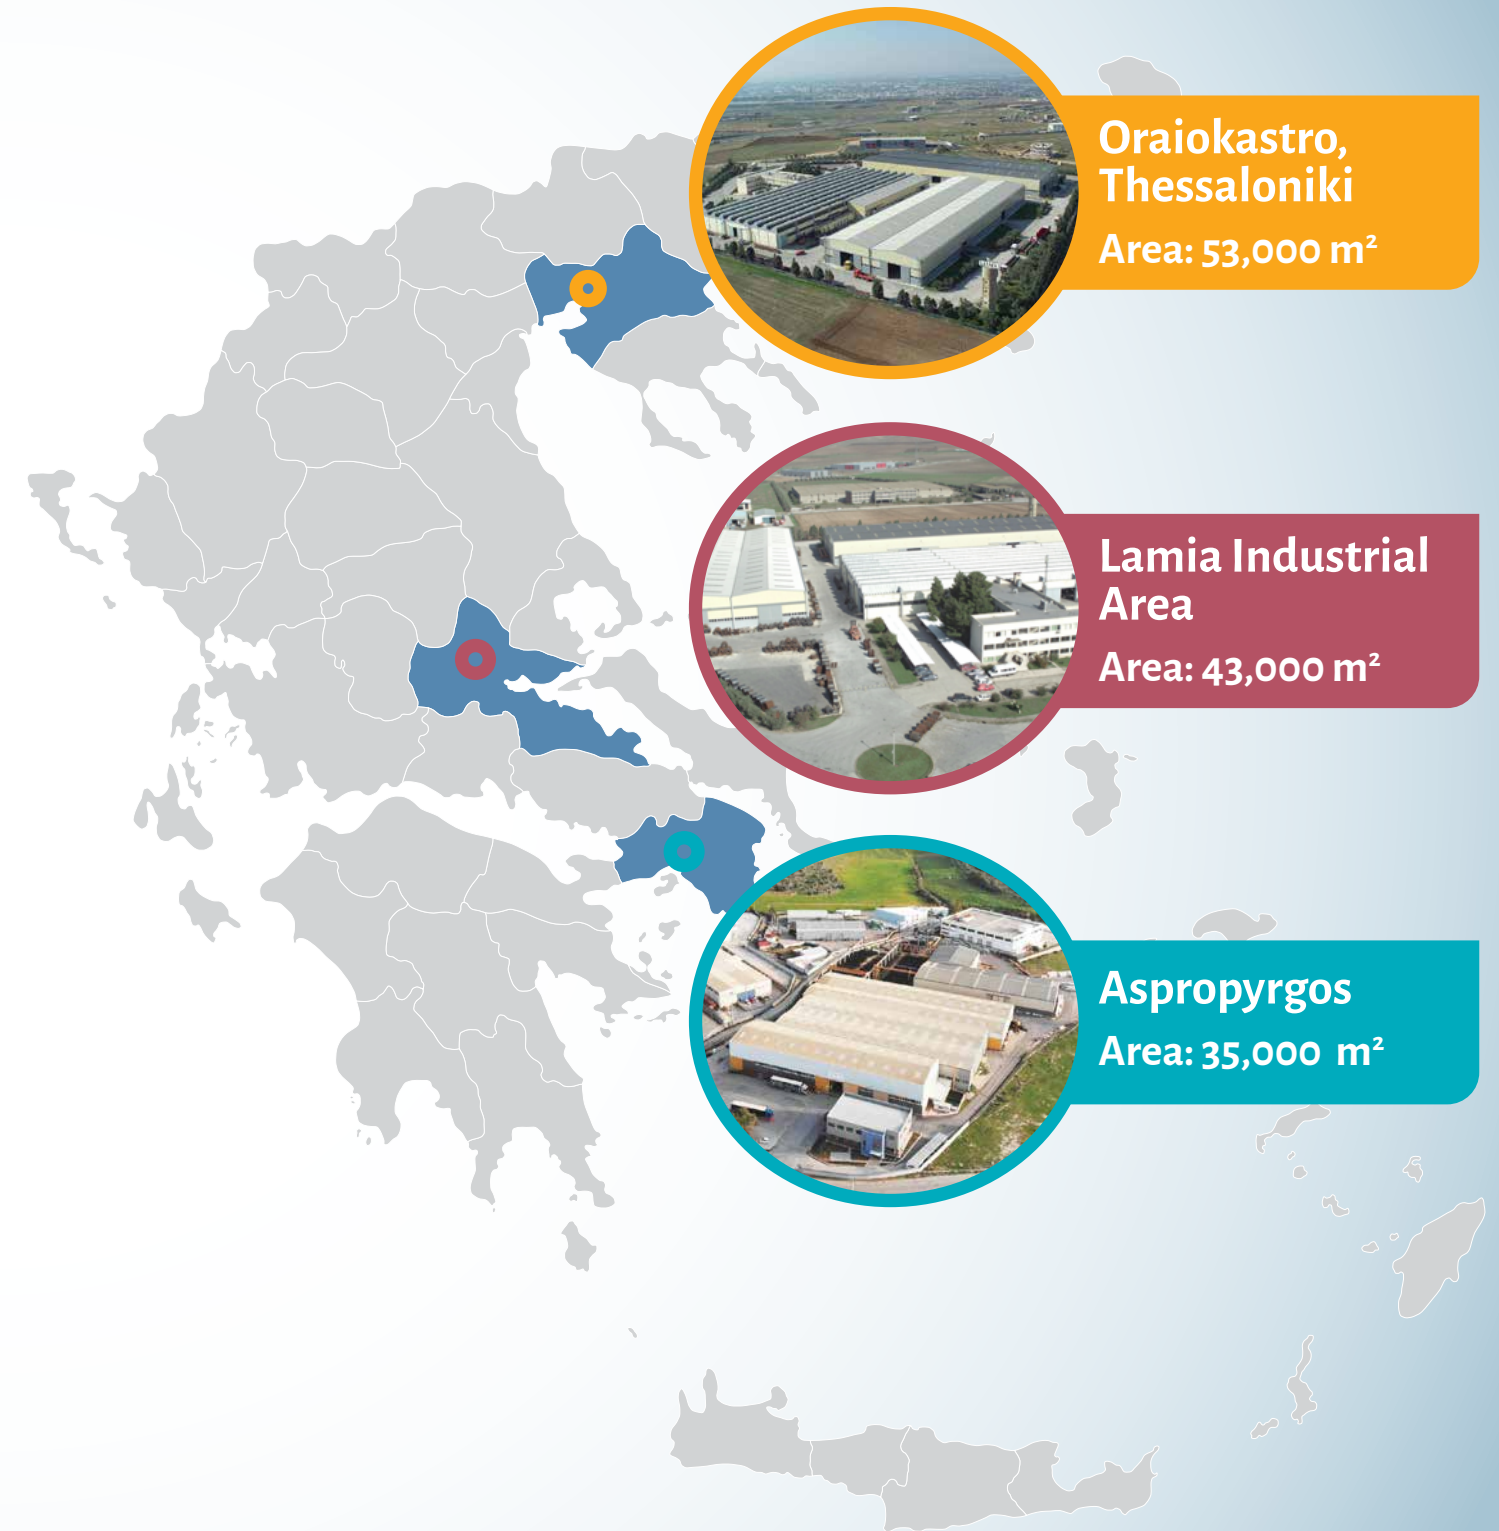 Oraiokastro,
Thessaloniki
Area: 53,000 m²
Lamia Industrial
Area
Area: 43,000 m²
Aspropyrgos
Area: 35,000 m²